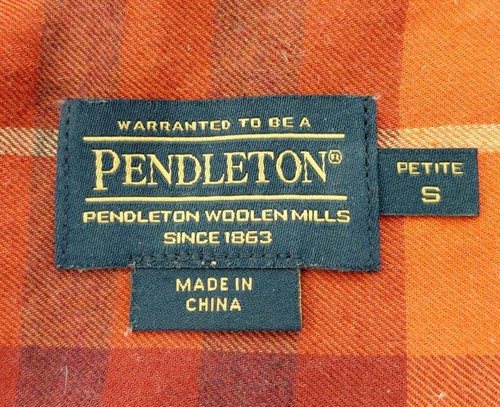 WARRANTED TO BE A
PENDLETON®
PENDLETON WOOLEN MILLS
SINCE 1863
PETITE
S
MADE IN
CHINA